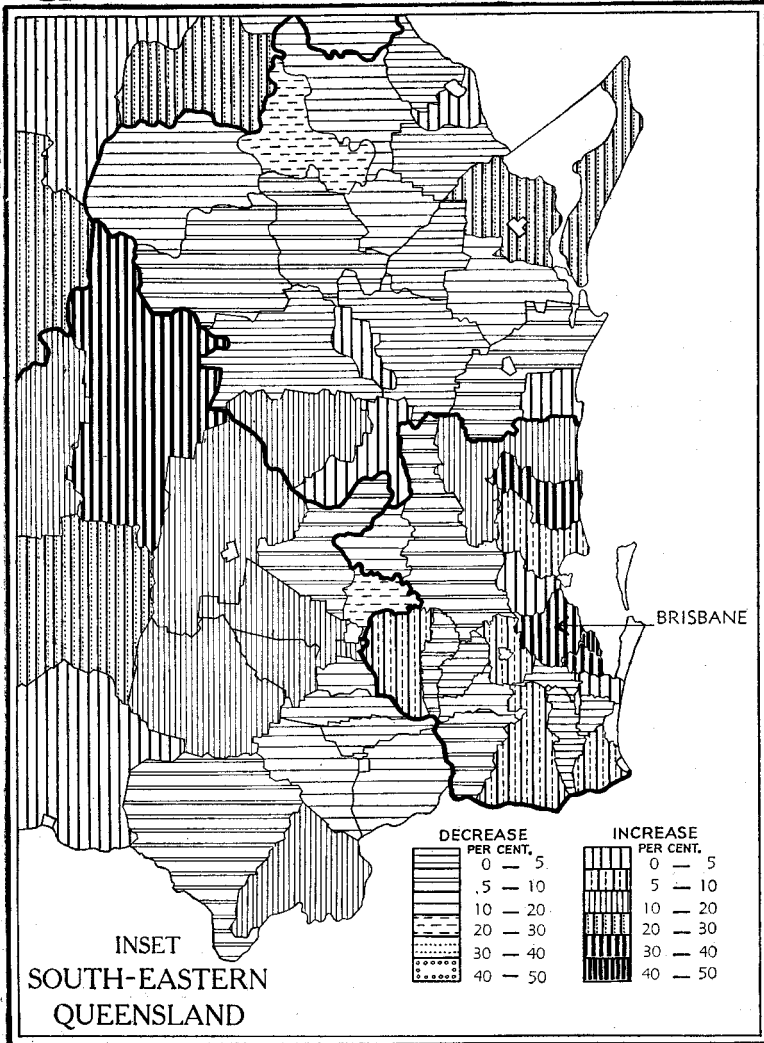 BRISBANE
DECREASE
PER CENT.
0 — 5
5 — 10
10 — 20
20 — 30
30 — 40
40 — 50
INCREASE
PER CENT.
0 — 5
5 — 10
10 — 20
20 — 30
30 — 40
40 — 50
INSET
SOUTH-EASTERN
QUEENSLAND